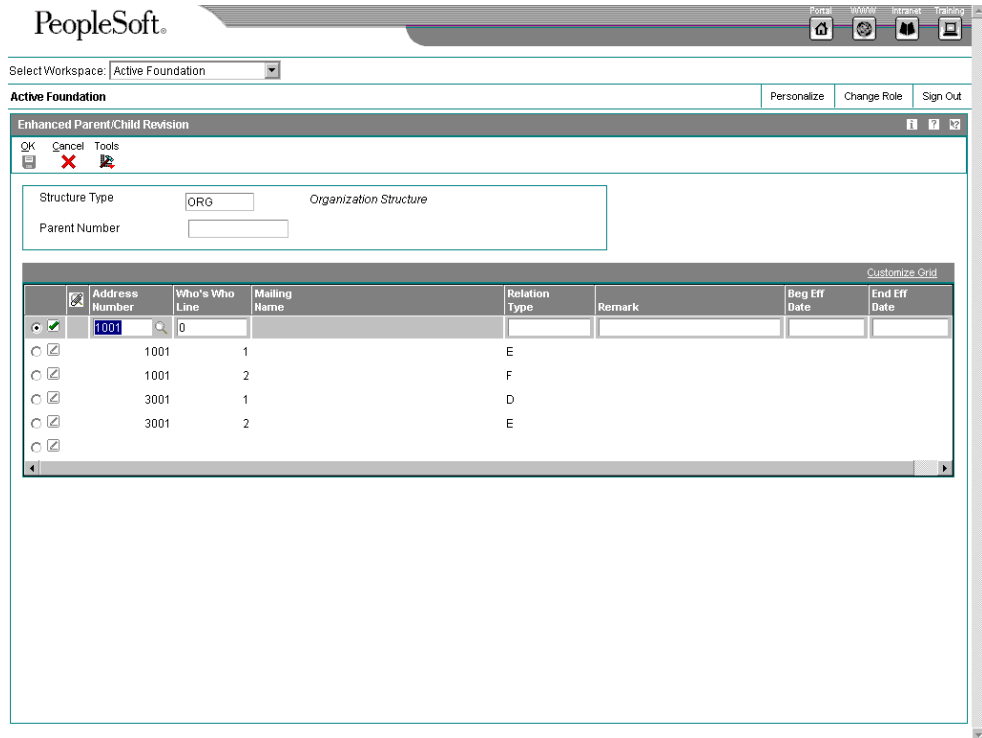 PeopleSoft®
Portal WWW Intranet Training
Select Workspace: Active Foundation
Active Foundation Personalize Change Role Sign Out
Enhanced Parent/Child Revision i ? ?
OK Cancel Tools
Structure Type ORG Organization Structure
Parent Number
Customize Grid
Address Number Who's Who Line Mailing Name Relation Type Remark Beg Eff Date End Eff Date
1001 0
1001 1 E
1001 2 F
3001 1 D
3001 2 E